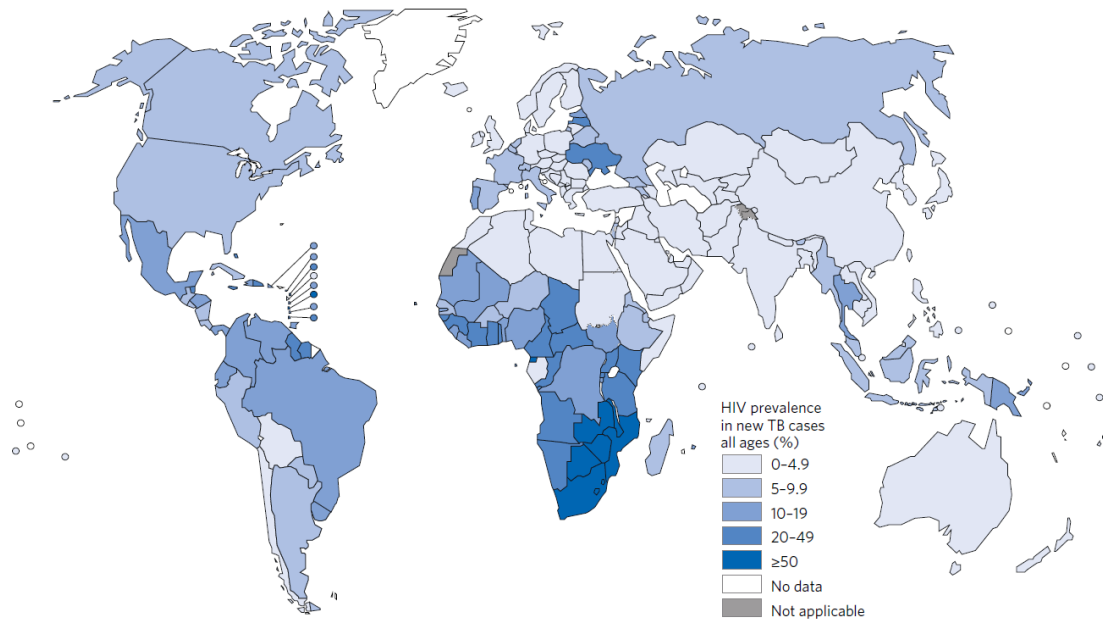 HIV prevalence
in new TB cases
all ages (%)
0–4.9
5–9.9
10–19
20–49
≥50
No data
Not applicable